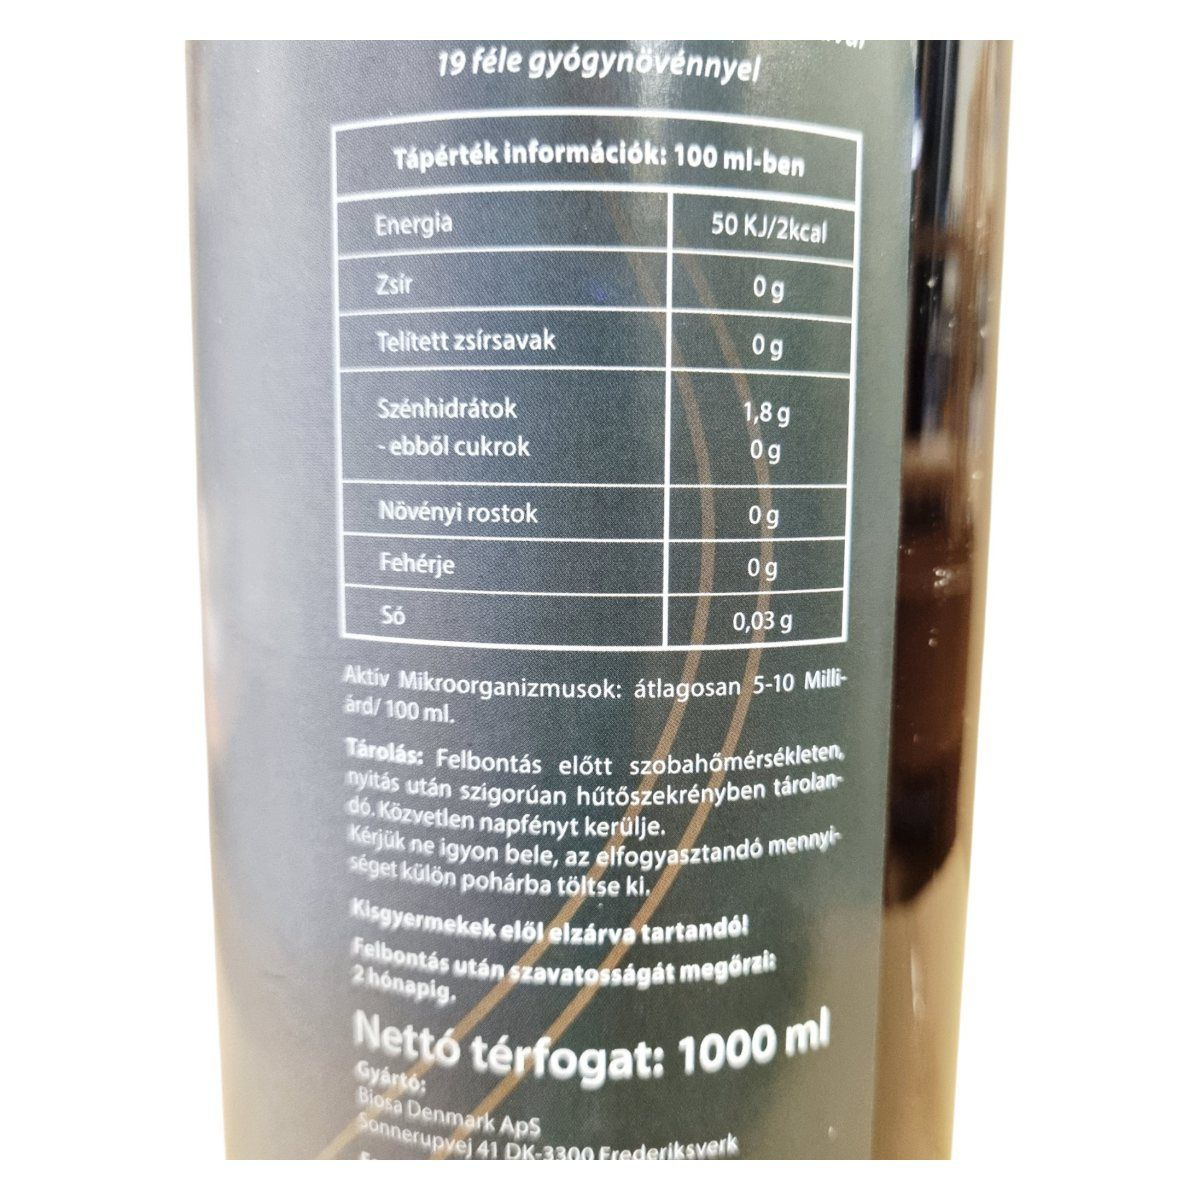 19 féle gyógynövénnyel
Tápérték információk: 100 ml-ben
Energia 50 KJ/2kcal
Zsír 0 g
Telített zsírsavak 0 g
Szénhidrátok 1,8 g
- ebből cukrok 0 g
Növényi rostok 0 g
Fehérje 0 g
Só 0,03 g
Aktív Mikroorganizmusok: átlagosan 5-10 Milli-
árd/ 100 ml.
Tárolás: Felbontás előtt szobahőmérsékleten,
nyitás után szigorúan hűtőszekrényben tárolan-
dó. Közvetlen napfényt kerülje.
Kérjük ne igyon bele, az elfogyasztandó mennyi-
séget külön pohárba töltse ki.
Kisgyermekek elől elzárva tartandó!
Felbontás után szavatosságát megőrzi:
2 hónapig.
Nettó térfogat: 1000 ml
Gyártó:
Biosa Denmark ApS
Sonnerupvej 41 DK-3300 Frederiksverk